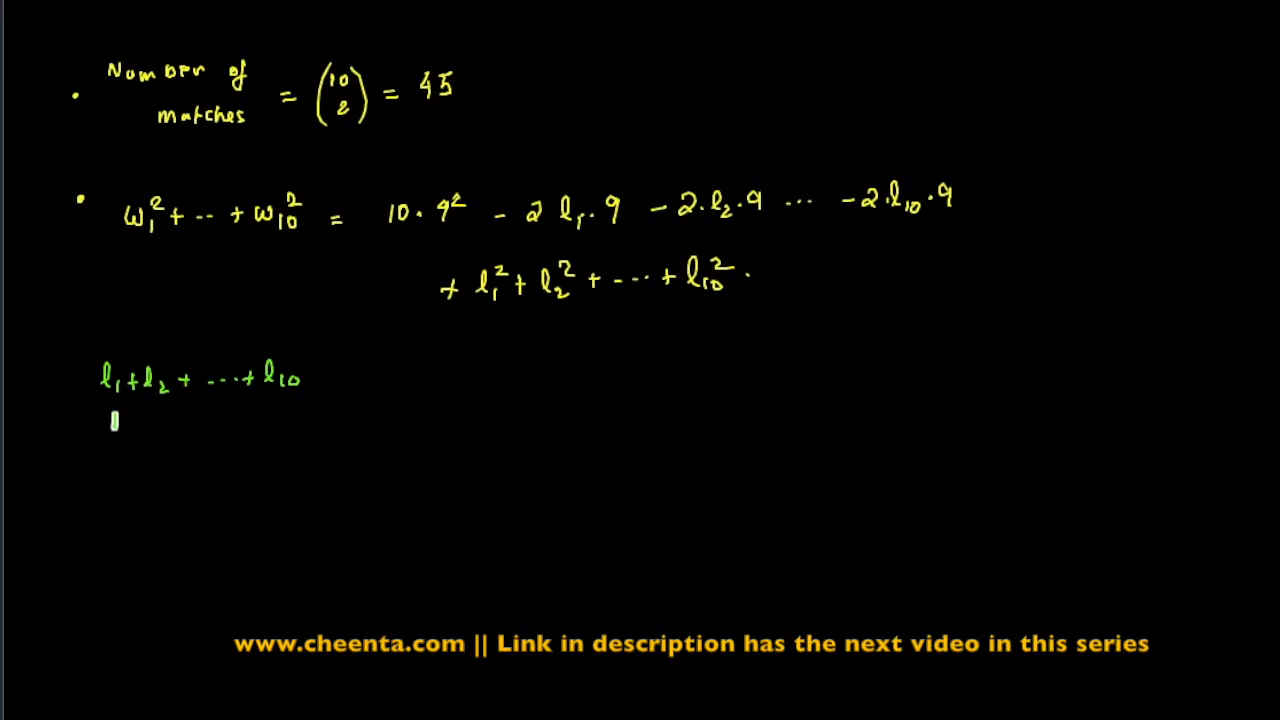 • Number of matches = (10 2) = 45
• w₁² + ·· + w₁₀² = 10 · 9² - 2 l₁ · 9 - 2 · l₂ · 9 ... - 2 · l₁₀ · 9
+ l₁² + l₂² + ···· + l₁₀² .
l₁ + l₂ + ···· + l₁₀
www.cheenta.com || Link in description has the next video in this series